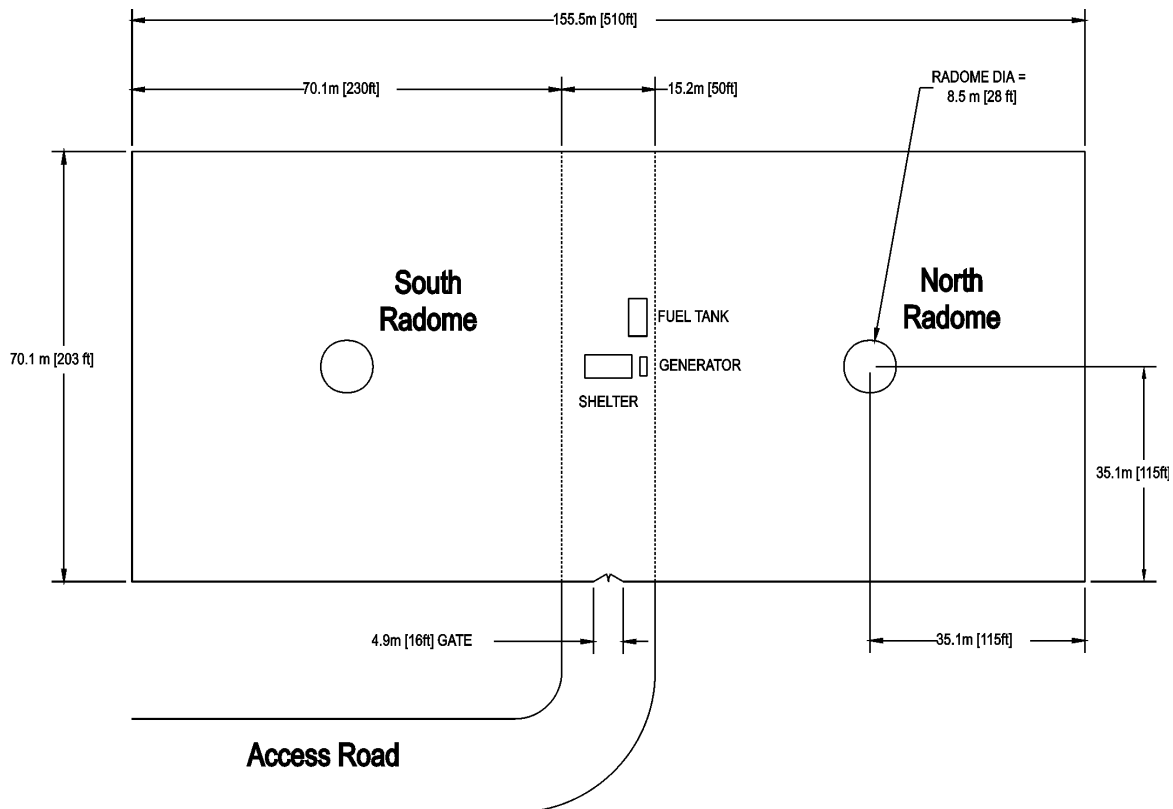 155.5m [510ft]
70.1m [230ft]
15.2m [50ft]
RADOME DIA =
8.5 m [28 ft]
South
Radome
North
Radome
FUEL TANK
70.1 m [203 ft]
GENERATOR
SHELTER
35.1m [115ft]
4.9m [16ft] GATE
35.1m [115ft]
Access Road